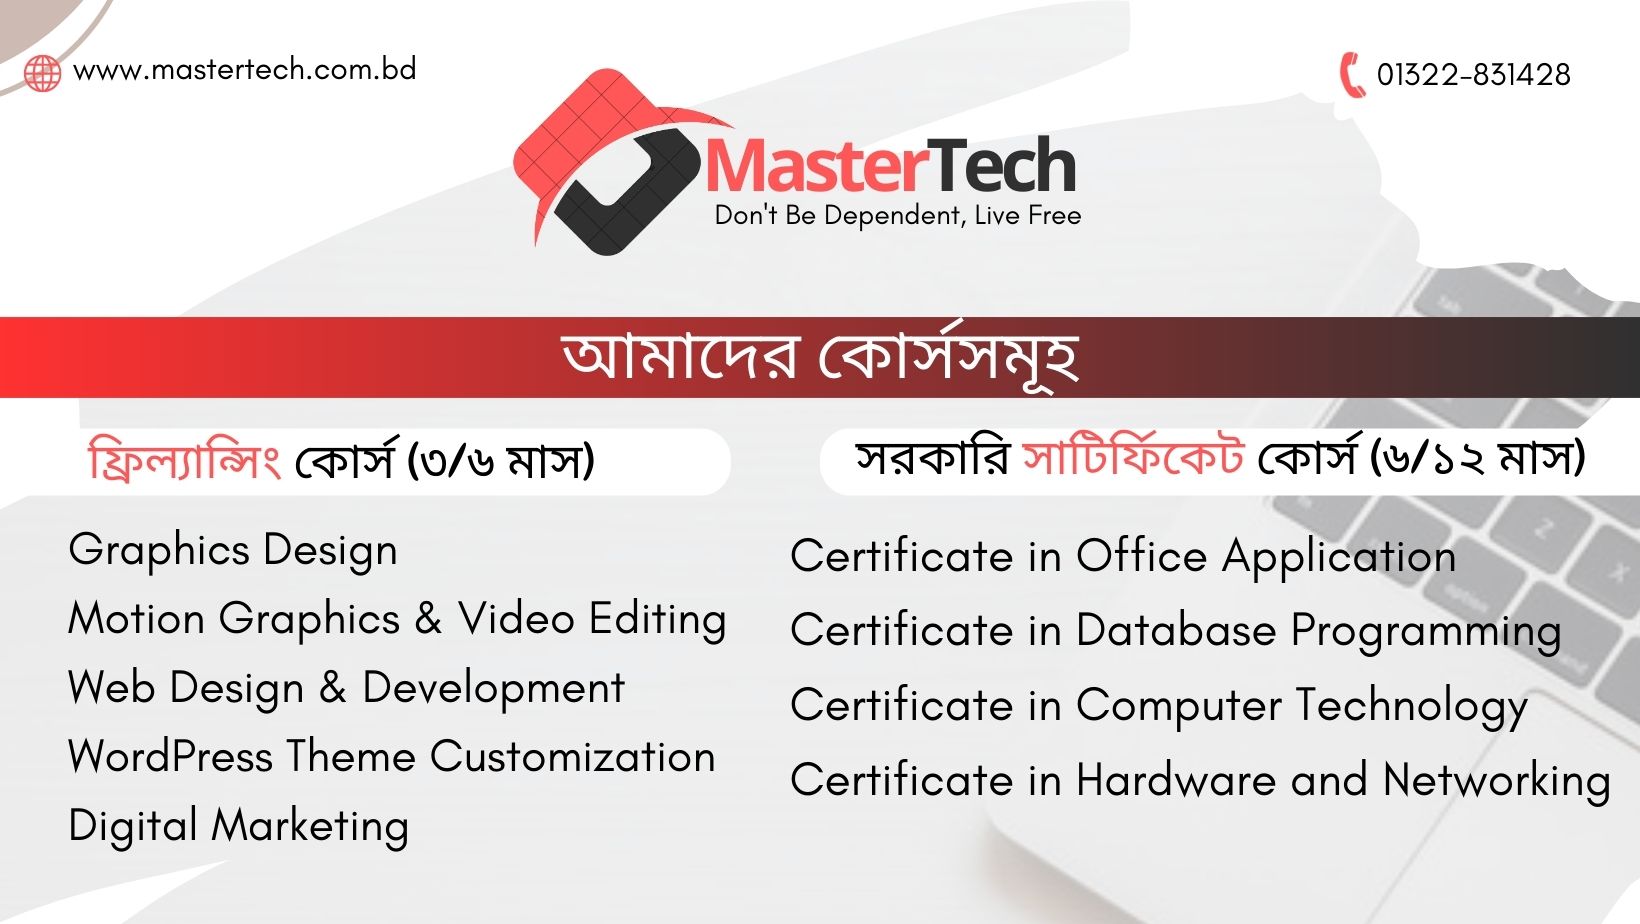 www.mastertech.com.bd
01322-831428
MasterTech
Don't Be Dependent, Live Free
আমাদের কোর্সসমূহ
ফ্রিল্যান্সিং কোর্স (৩/৬ মাস)
Graphics Design
Motion Graphics & Video Editing
Web Design & Development
WordPress Theme Customization
Digital Marketing
সরকারি সার্টিফিকেট কোর্স (৬/১২ মাস)
Certificate in Office Application
Certificate in Database Programming
Certificate in Computer Technology
Certificate in Hardware and Networking